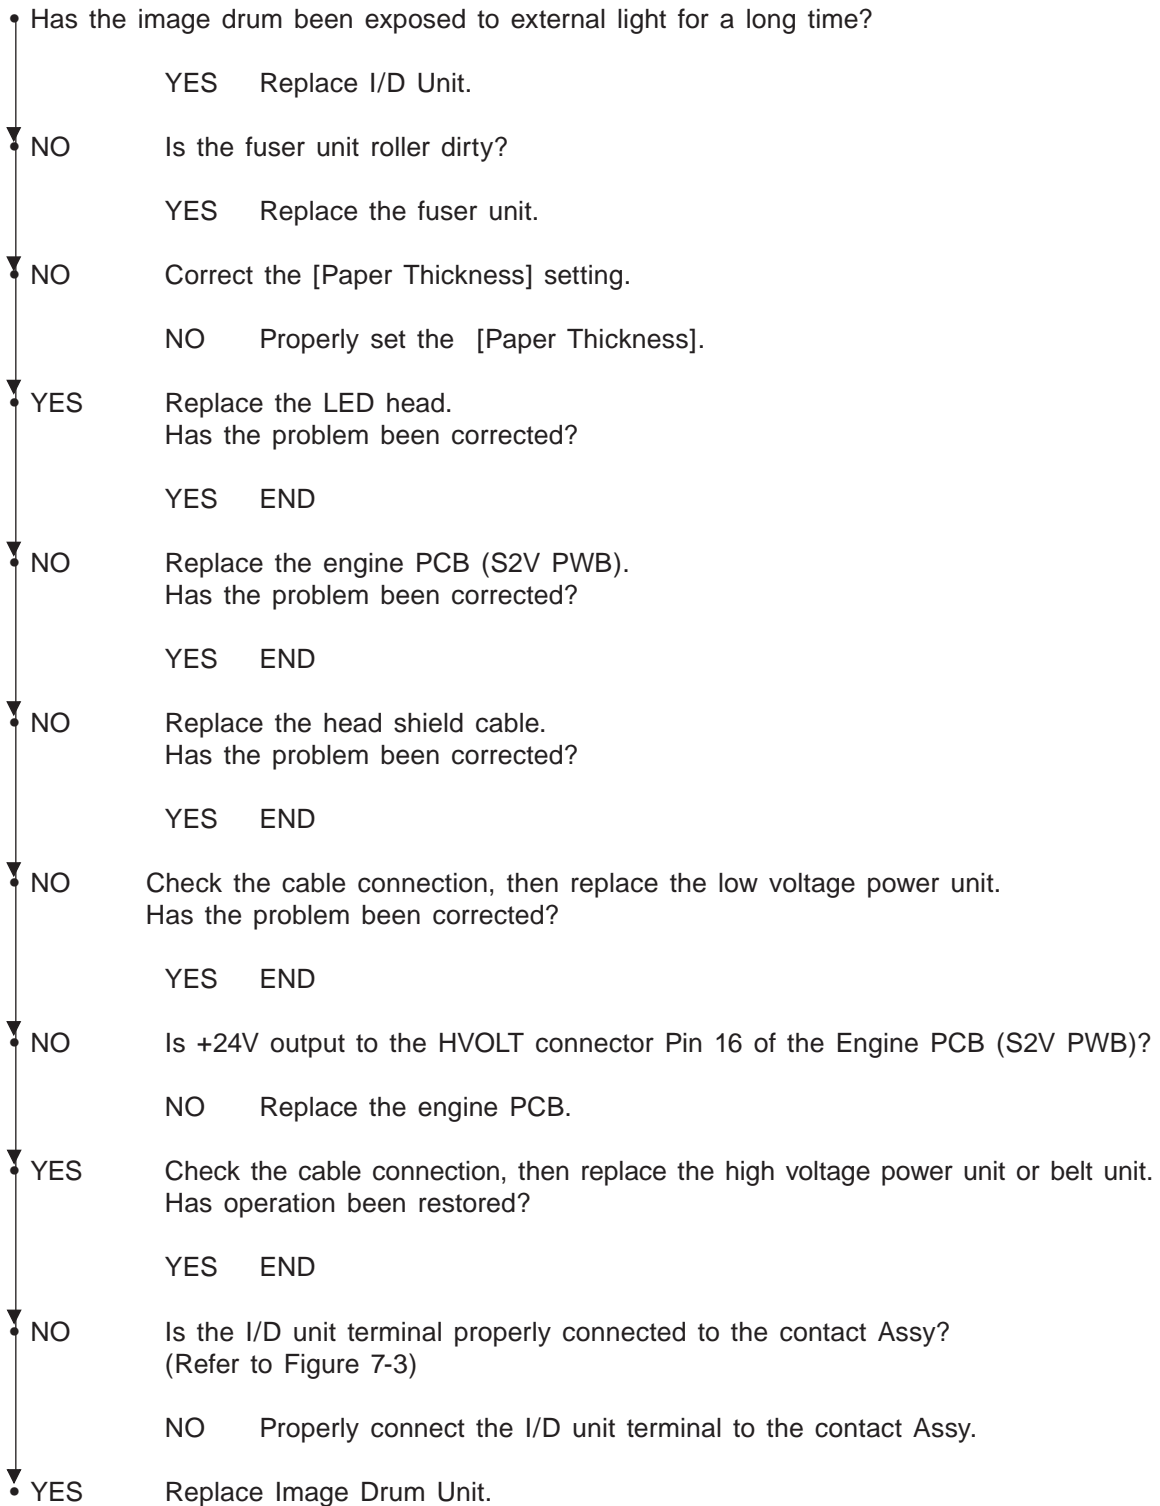 Has the image drum been exposed to external light for a long time?
YES Replace I/D Unit.
NO Is the fuser unit roller dirty?
YES Replace the fuser unit.
NO Correct the [Paper Thickness] setting.
NO Properly set the [Paper Thickness].
YES Replace the LED head.
Has the problem been corrected?
YES END
NO Replace the engine PCB (S2V PWB).
Has the problem been corrected?
YES END
NO Replace the head shield cable.
Has the problem been corrected?
YES END
NO Check the cable connection, then replace the low voltage power unit.
Has the problem been corrected?
YES END
NO Is +24V output to the HVOLT connector Pin 16 of the Engine PCB (S2V PWB)?
NO Replace the engine PCB.
YES Check the cable connection, then replace the high voltage power unit or belt unit.
Has operation been restored?
YES END
NO Is the I/D unit terminal properly connected to the contact Assy?
(Refer to Figure 7-3)
NO Properly connect the I/D unit terminal to the contact Assy.
YES Replace Image Drum Unit.